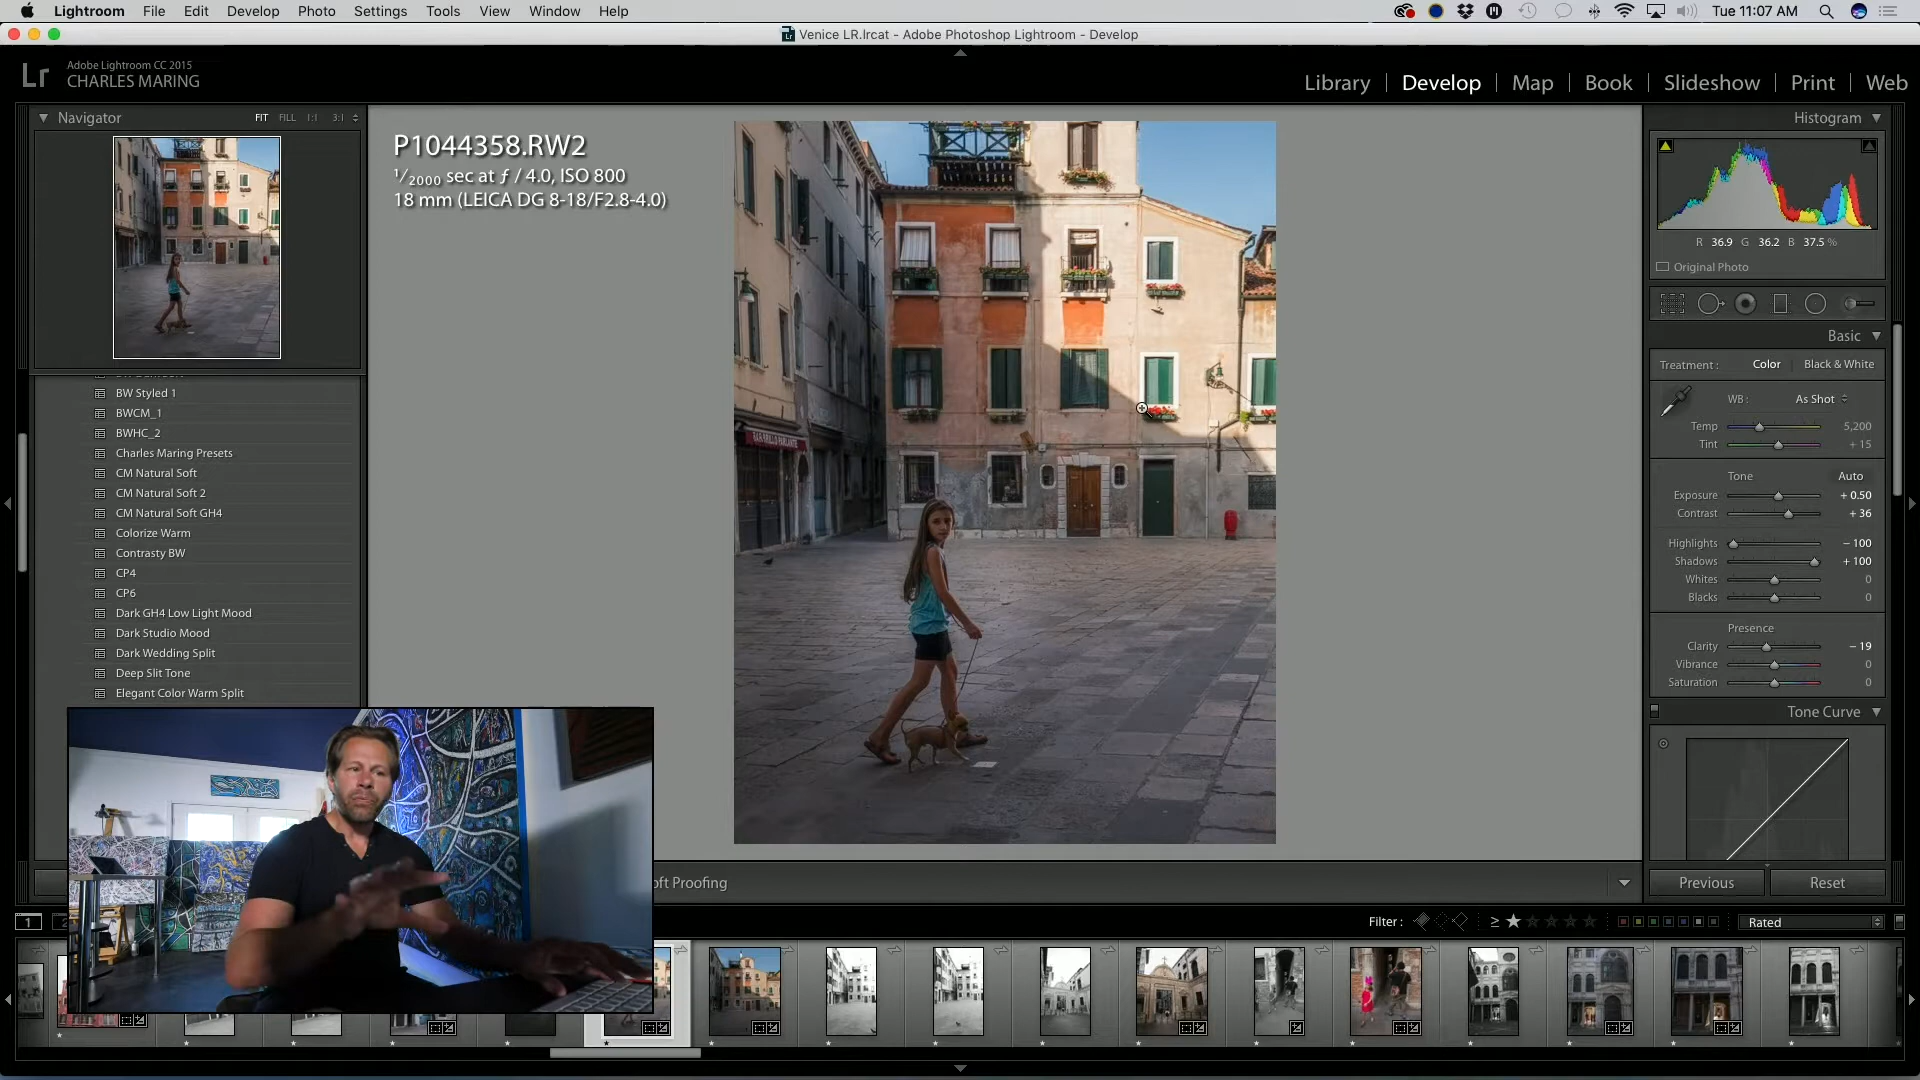 Lightroom File Edit Develop Photo Settings Tools View Window Help Tue 11:07 AM
Venice LR.lrcat - Adobe Photoshop Lightroom - Develop
Lr Adobe Lightroom CC 2015
CHARLES MARING
Library Develop Map Book Slideshow Print Web
Navigator FIT FILL 1:1 3:1
P1044358.RW2
1/2000 sec at ƒ / 4.0, ISO 800
18 mm (LEICA DG 8-18/F2.8-4.0)
BW Styled 1
BWCM_1
BWHC_2
Charles Maring Presets
CM Natural Soft
CM Natural Soft 2
CM Natural Soft GH4
Colorize Warm
Contrasty BW
CP4
CP6
Dark GH4 Low Light Mood
Dark Studio Mood
Dark Wedding Split
Deep Slit Tone
Elegant Color Warm Split
Histogram
R 36.9 G 36.2 B 37.5 %
Original Photo
Basic
Treatment : Color Black & White
WB : As Shot
Temp 5,200
Tint + 15
Tone Auto
Exposure + 0.50
Contrast + 36
Highlights − 100
Shadows + 100
Whites 0
Blacks 0
Presence
Clarity − 19
Vibrance 0
Saturation 0
Tone Curve
Previous Reset
oft Proofing
1 2
Filter : ≥ Rated